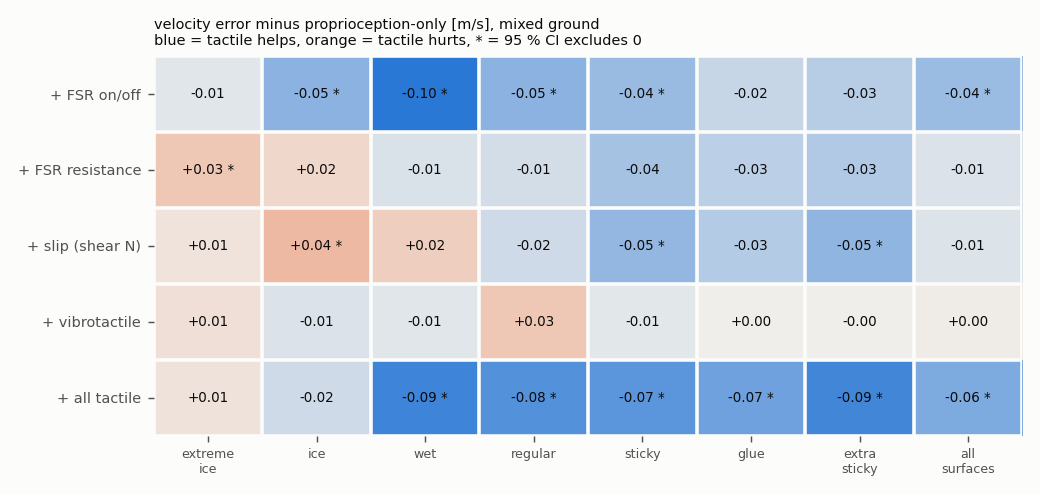 velocity error minus proprioception-only [m/s], mixed ground
blue = tactile helps, orange = tactile hurts, * = 95 % CI excludes 0
+ FSR on/off -0.01 -0.05 * -0.10 * -0.05 * -0.04 * -0.02 -0.03 -0.04 *
+ FSR resistance +0.03 * +0.02 -0.01 -0.01 -0.04 -0.03 -0.03 -0.01
+ slip (shear N) +0.01 +0.04 * +0.02 -0.02 -0.05 * -0.03 -0.05 * -0.01
+ vibrotactile +0.01 -0.01 -0.01 +0.03 -0.01 +0.00 -0.00 +0.00
+ all tactile +0.01 -0.02 -0.09 * -0.08 * -0.07 * -0.07 * -0.09 * -0.06 *
extreme ice wet regular sticky glue extra all
ice sticky surfaces